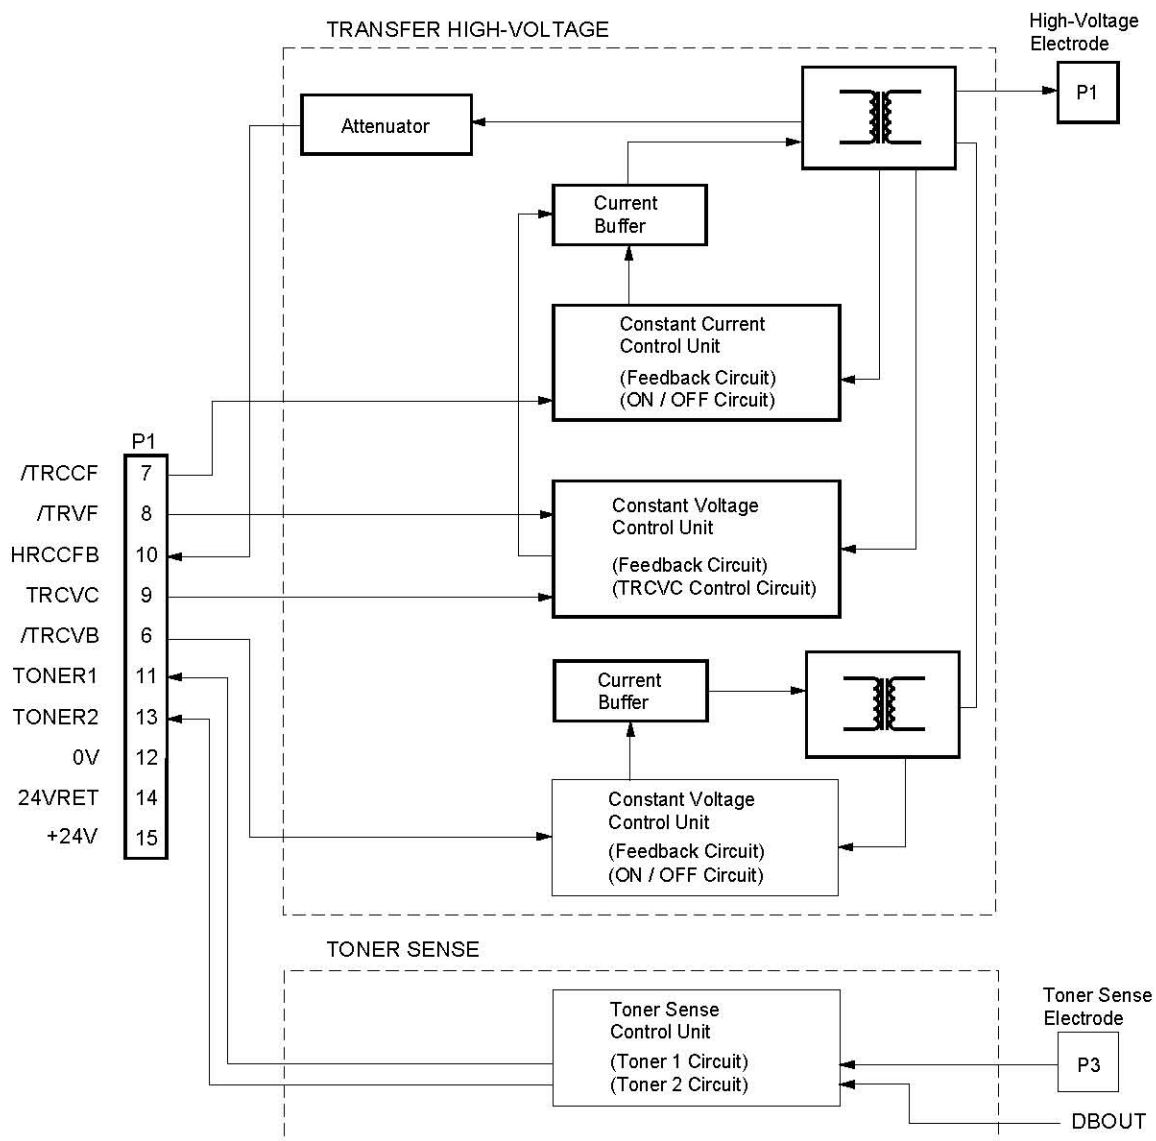 TRANSFER HIGH-VOLTAGE
High-Voltage
Electrode
P1
Attenuator
Current
Buffer
Constant Current
Control Unit
(Feedback Circuit)
(ON / OFF Circuit)
P1
/TRCCF 7
/TRVF 8
HRCCFB 10
TRCVC 9
/TRCVB 6
TONER1 11
TONER2 13
0V 12
24VRET 14
+24V 15
Constant Voltage
Control Unit
(Feedback Circuit)
(TRCVC Control Circuit)
Current
Buffer
Constant Voltage
Control Unit
(Feedback Circuit)
(ON / OFF Circuit)
TONER SENSE
Toner Sense
Control Unit
(Toner 1 Circuit)
(Toner 2 Circuit)
Toner Sense
Electrode
P3
DBOUT